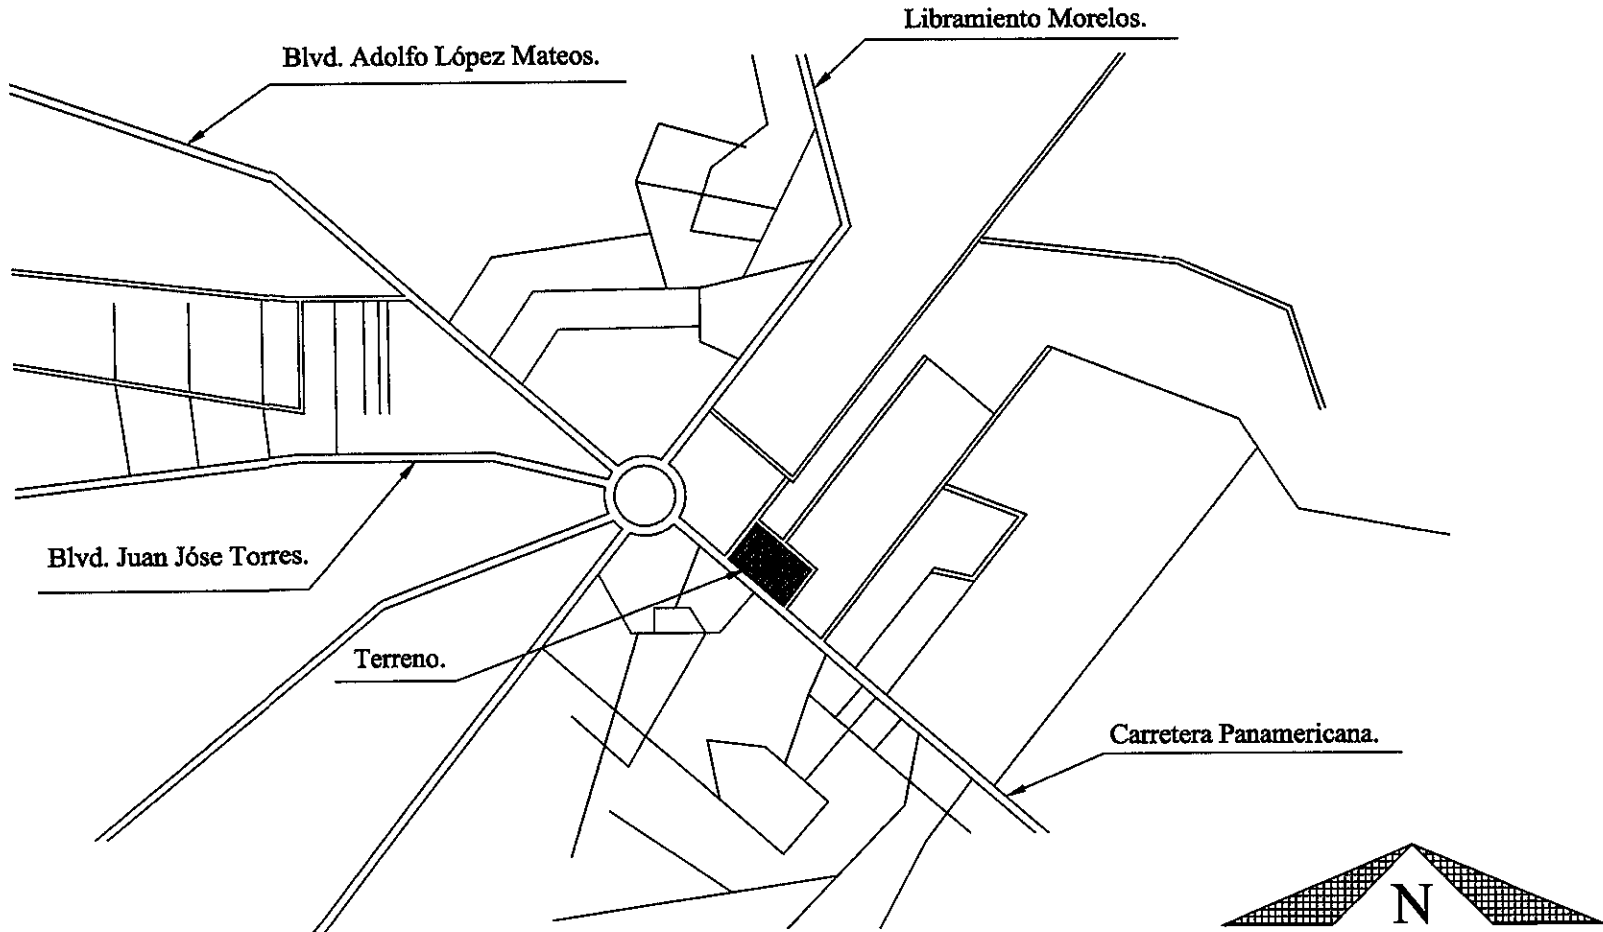 Libramiento Morelos.
Blvd. Adolfo López Mateos.
Blvd. Juan Jóse Torres.
Terreno.
Carretera Panamericana.
N